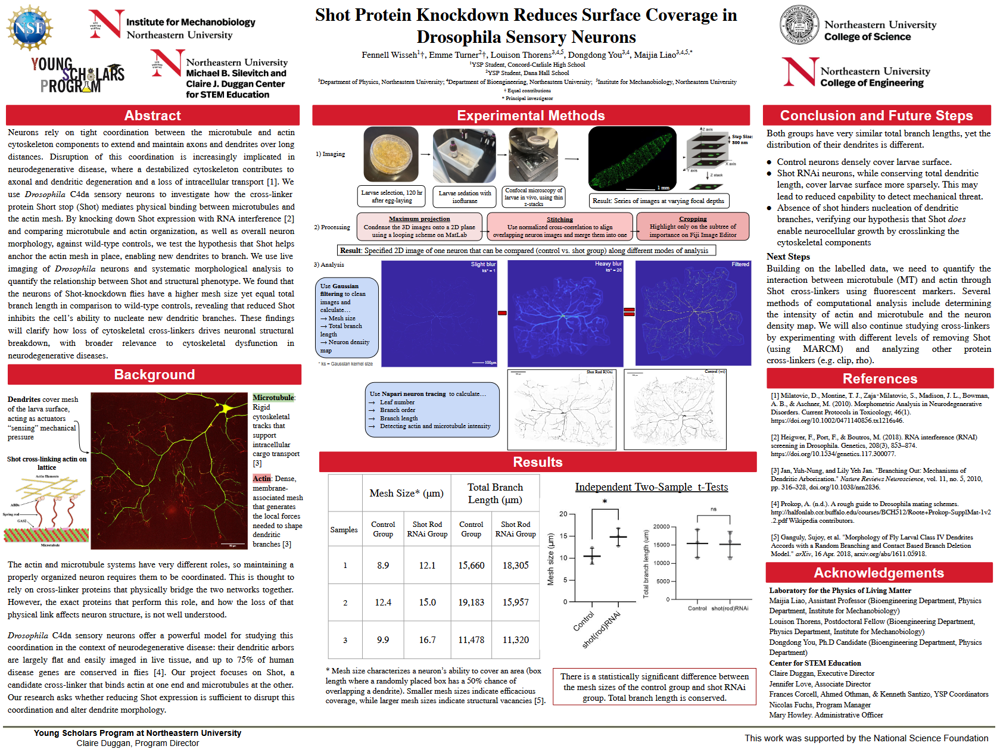 NSF
Institute for Mechanobiology
Northeastern University
YOUNG
SCHOLARS
PROGRAM
Northeastern University
Michael B. Silevitch and
Claire J. Duggan Center
for STEM Education
Shot Protein Knockdown Reduces Surface Coverage in
Drosophila Sensory Neurons
Fennell Wisseh¹†, Emme Turner²†, Louison Thorens³,⁴,⁵, Dongdong You³,⁴, Maijia Liao³,⁴,⁵,*
¹YSP Student, Concord-Carlisle High School
²YSP Student, Dana Hall School
³Department of Physics, Northeastern University; ⁴Department of Bioengineering, Northeastern University; ⁵Institute for Mechanobiology, Northeastern University
† Equal contributions
* Principal investigator
Northeastern University
College of Science
Northeastern University
College of Engineering
Abstract
Neurons rely on tight coordination between the microtubule and actin
cytoskeleton components to extend and maintain axons and dendrites over long
distances. Disruption of this coordination is increasingly implicated in
neurodegenerative disease, where a destabilized cytoskeleton contributes to
axonal and dendritic degeneration and a loss of intracellular transport [1]. We
use Drosophila C4da sensory neurons to investigate how the cross-linker
protein Short stop (Shot) mediates physical binding between microtubules and
the actin mesh. By knocking down Shot expression with RNA interference [2]
and comparing microtubule and actin organization, as well as overall neuron
morphology, against wild-type controls, we test the hypothesis that Shot helps
anchor the actin mesh in place, enabling new dendrites to branch. We use live
imaging of Drosophila neurons and systematic morphological analysis to
quantify the relationship between Shot and structural phenotype. We found that
the neurons of Shot-knockdown flies have a higher mesh size yet equal total
branch length in comparison to wild-type controls, revealing that reduced Shot
inhibits the cell's ability to nucleate new dendritic branches. These findings
will clarify how loss of cytoskeletal cross-linkers drives neuronal structural
breakdown, with broader relevance to cytoskeletal dysfunction in
neurodegenerative diseases.
Background
Dendrites cover mesh
of the larva surface,
acting as actuators
“sensing” mechanical
pressure
Shot cross-linking actin on
lattice
Actin filaments
ABDs
Spring rod
GAS2
Microtubule
Microtubule:
Rigid
cytoskeletal
tracks that
support
intracellular
cargo transport
[3]
Actin: Dense,
membrane-
associated mesh
that generates
the local forces
needed to shape
dendritic
branches [3]
The actin and microtubule systems have very different roles, so maintaining a
properly organized neuron requires them to be coordinated. This is thought to
rely on cross-linker proteins that physically bridge the two networks together.
However, the exact proteins that perform this role, and how the loss of that
physical link affects neuron structure, is not well understood.
Drosophila C4da sensory neurons offer a powerful model for studying this
coordination in the context of neurodegenerative disease: their dendritic arbors
are largely flat and easily imaged in live tissue, and up to 75% of human
disease genes are conserved in flies [4]. Our project focuses on Shot, a
candidate cross-linker that binds actin at one end and microtubules at the other.
Our research asks whether reducing Shot expression is sufficient to disrupt this
coordination and alter dendrite morphology.
Experimental Methods
1) Imaging
Larvae selection, 120 hr
after egg-laying
Larvae sedation with
isoflurane
Confocal microscopy of
larvae in vivo, using thin
z-stacks
1 mm
Z axis
Step Size:
800 nm
X axis
Y axis
Z stack
Result: Series of images at varying focal depths
2) Processing
Maximum projection
Condense the 3D images onto a 2D plane
using a looping scheme on MatLab
Stitching
Use normalized cross-correlation to align
overlapping neuron images and merge them into one
Cropping
Highlight only on the subtree of
importance on Fiji Image Editor
Result: Specified 2D image of one neuron that can be compared (control vs. shot group) along different modes of analysis
3) Analysis
Use Gaussian
filtering to clean
images and
calculate…
→ Mesh size
→ Total branch
length
→ Neuron density
map
* ks = Gaussian kernel size
Slight blur
ks* = 1
100μm
Heavy blur
ks* = 20
Filtered
Use Napari neuron tracing to calculate…
→ Leaf number
→ Branch order
→ Branch length
→ Detecting actin and microtubule intensity
Shot Rod RNAi
Control (wt)
Results
Mesh Size* (μm)
Total Branch
Length (μm)
Samples
Control
Group
Shot Rod
RNAi Group
Control
Group
Shot Rod
RNAi Group
1 8.9 12.1 15,660 18,305
2 12.4 15.0 19,183 15,957
3 9.9 16.7 11,478 11,320
* Mesh size characterizes a neuron's ability to cover an area (box
length where a randomly placed box has a 50% chance of
overlapping a dendrite). Smaller mesh sizes indicate efficacious
coverage, while larger mesh sizes indicate structural vacancies [5].
Independent Two-Sample t-Tests
*
20
15
10
5
0
Mesh size (μm)
Control
shot(rod)RNAi
ns
20000
15000
10000
5000
0
Total branch length (um)
Control shot(rod)RNAi
There is a statistically significant difference between
the mesh sizes of the control group and shot RNAi
group. Total branch length is conserved.
Conclusion and Future Steps
Both groups have very similar total branch lengths, yet the
distribution of their dendrites is different.
● Control neurons densely cover larvae surface.
● Shot RNAi neurons, while conserving total dendritic
length, cover larvae surface more sparsely. This may
lead to reduced capability to detect mechanical threat.
● Absence of shot hinders nucleation of dendritic
branches, verifying our hypothesis that Shot does
enable neurocellular growth by crosslinking the
cytoskeletal components
Next Steps
Building on the labelled data, we need to quantify the
interaction between microtubule (MT) and actin through
Shot cross-linkers using fluorescent markers. Several
methods of computational analysis include determining
the intensity of actin and microtubule and the neuron
density map. We will also continue studying cross-linkers
by experimenting with different levels of removing Shot
(using MARCM) and analyzing other protein
cross-linkers (e.g. clip, rho).
References
[1] Milatovic, D., Montine, T. J., Zaja-Milatovic, S., Madison, J. L., Bowman,
A. B., & Aschner, M. (2010). Morphometric Analysis in Neurodegenerative
Disorders. Current Protocols in Toxicology, 46(1).
https://doi.org/10.1002/0471140856.tx1216s46.
[2] Heigwer, F., Port, F., & Boutros, M. (2018). RNA interference (RNAI)
screening in Drosophila. Genetics, 208(3), 853–874.
https://doi.org/10.1534/genetics.117.300077.
[3] Jan, Yuh-Nung, and Lily Yeh Jan. "Branching Out: Mechanisms of
Dendritic Arborization." Nature Reviews Neuroscience, vol. 11, no. 5, 2010,
pp. 316–328, doi.org/10.1038/nrn2836.
[4] Prokop, A. (n.d.). A rough guide to Drosophila mating schemes.
http://halfonlab.ccr.buffalo.edu/courses/BCH512/Roote+Prokop-SupplMat-1v2
.2.pdf Wikipedia contributors.
[5] Ganguly, Sujoy, et al. "Morphology of Fly Larval Class IV Dendrites
Accords with a Random Branching and Contact Based Branch Deletion
Model." arXiv, 16 Apr. 2018, arxiv.org/abs/1611.05918.
Acknowledgements
Laboratory for the Physics of Living Matter
Maijia Liao, Assistant Professor (Bioengineering Department, Physics
Department, Institute for Mechanobiology)
Louison Thorens, Postdoctoral Fellow (Bioengineering Department,
Physics Department, Institute for Mechanobiology)
Dongdong You, Ph.D Candidate (Bioengineering Department, Physics
Department)
Center for STEM Education
Claire Duggan, Executive Director
Jennifer Love, Associate Director
Frances Corcell, Ahmed Othman, & Kenneth Santizo, YSP Coordinators
Nicolas Fuchs, Program Manager
Mary Howley. Administrative Officer
Young Scholars Program at Northeastern University
Claire Duggan, Program Director
This work was supported by the National Science Foundation